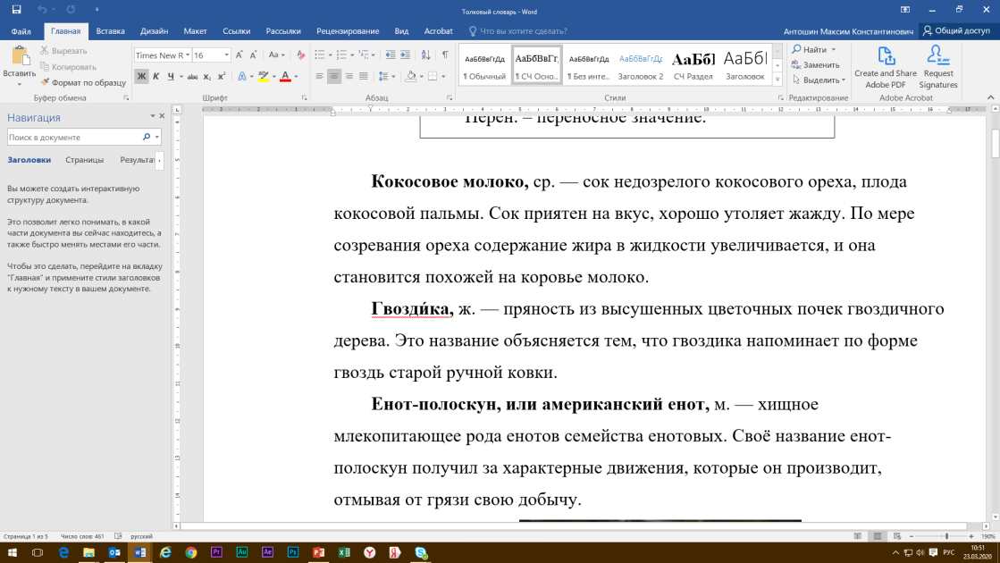 Толковый словарь - Word
Файл Главная Вставка Дизайн Макет Ссылки Рассылки Рецензирование Вид Acrobat Что вы хотите сделать? Антошин Максим Константинович Общий доступ
Вставить
Вырезать
Копировать
Формат по образцу
Буфер обмена
Times New R 16
Ж К Ч abc x₂ x²
Шрифт
Абзац
АаБбВвГгДд АаБбВвГг, АаБбВвГгДд АаБбВвГг АаБбІ АаБбІ
¶ Обычный ¶ СЧ Осно... ¶ Без инте... Заголовок 2 СЧ Раздел Заголовок
Стили
Найти
Заменить
Выделить
Редактирование
Create and Share Adobe PDF
Request Signatures
Adobe Acrobat
Навигация
Поиск в документе
Заголовки Страницы Результат
Вы можете создать интерактивную
структуру документа.
Это позволит легко понимать, в какой
части документа вы сейчас находитесь, а
также быстро менять местами его части.
Чтобы это сделать, перейдите на вкладку
"Главная" и примените стили заголовков
к нужному тексту в вашем документе.
Перен. – переносное значение.
Кокосовое молоко, ср. — сок недозрелого кокосового ореха, плода
кокосовой пальмы. Сок приятен на вкус, хорошо утоляет жажду. По мере
созревания ореха содержание жира в жидкости увеличивается, и она
становится похожей на коровье молоко.
Гвозди́ка, ж. — пряность из высушенных цветочных почек гвоздичного
дерева. Это название объясняется тем, что гвоздика напоминает по форме
гвоздь старой ручной ковки.
Енот-полоскун, или американский енот, м. — хищное
млекопитающее рода енотов семейства енотовых. Своё название енот-
полоскун получил за характерные движения, которые он производит,
отмывая от грязи свою добычу.
Страница 1 из 5 Число слов: 461 русский 190%
РУС
10:51
23.03.2020